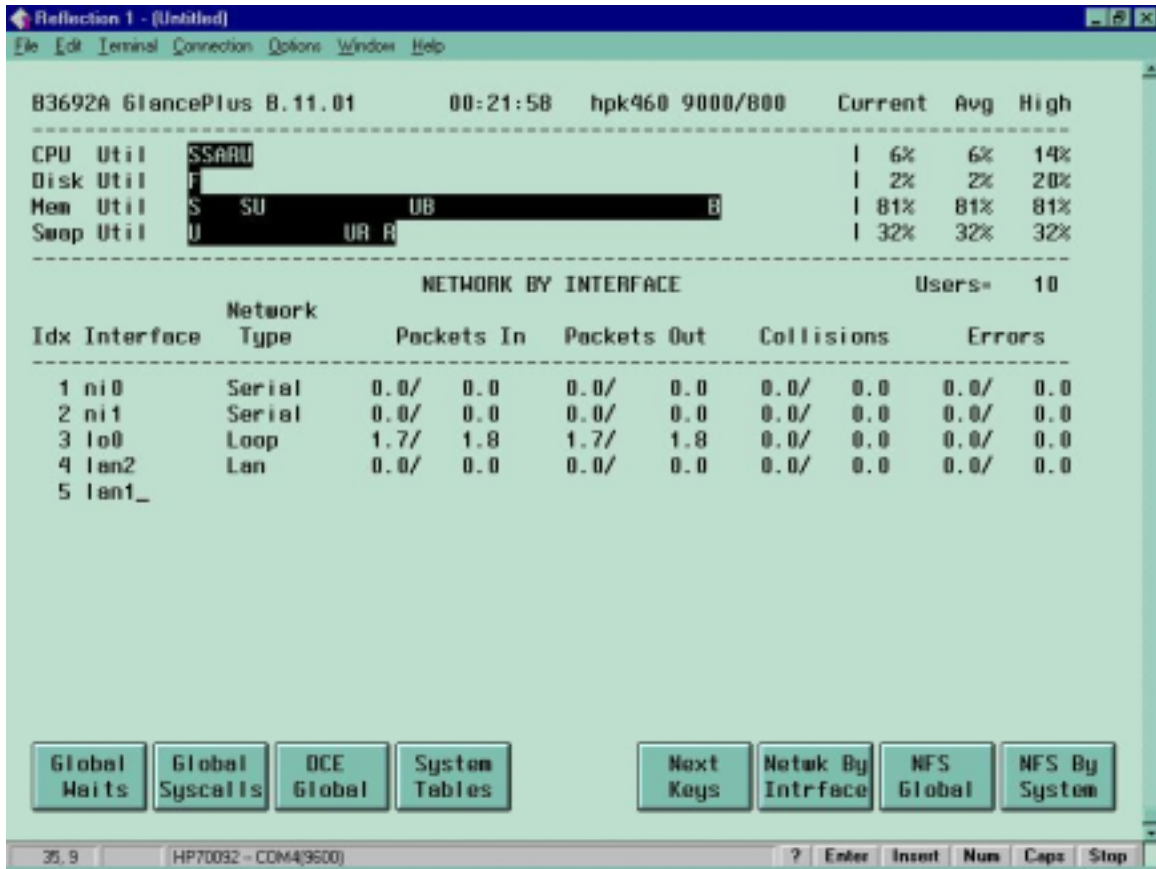 Reflection 1 - (Untitled)
File Edit Terminal Connection Options Window Help
B3692A GlancePlus B.11.01 00:21:58 hpk460 9000/800 Current Avg High
CPU Util SSARU | 6% 6% 14%
Disk Util F | 2% 2% 20%
Mem Util S SU UB B | 81% 81% 81%
Swap Util U UR R | 32% 32% 32%
NETWORK BY INTERFACE Users= 10
Network
Idx Interface Type Packets In Packets Out Collisions Errors
1 ni0 Serial 0.0/ 0.0 0.0/ 0.0 0.0/ 0.0 0.0/ 0.0
2 ni1 Serial 0.0/ 0.0 0.0/ 0.0 0.0/ 0.0 0.0/ 0.0
3 lo0 Loop 1.7/ 1.8 1.7/ 1.8 0.0/ 0.0 0.0/ 0.0
4 lan2 Lan 0.0/ 0.0 0.0/ 0.0 0.0/ 0.0 0.0/ 0.0
5 lan1_
Global Global DCE System Next Netwk By NFS NFS By
Waits Syscalls Global Tables Keys Intrface Global System
35, 9 HP70092 - COM4(9600) ? Enter Insert Num Caps Stop